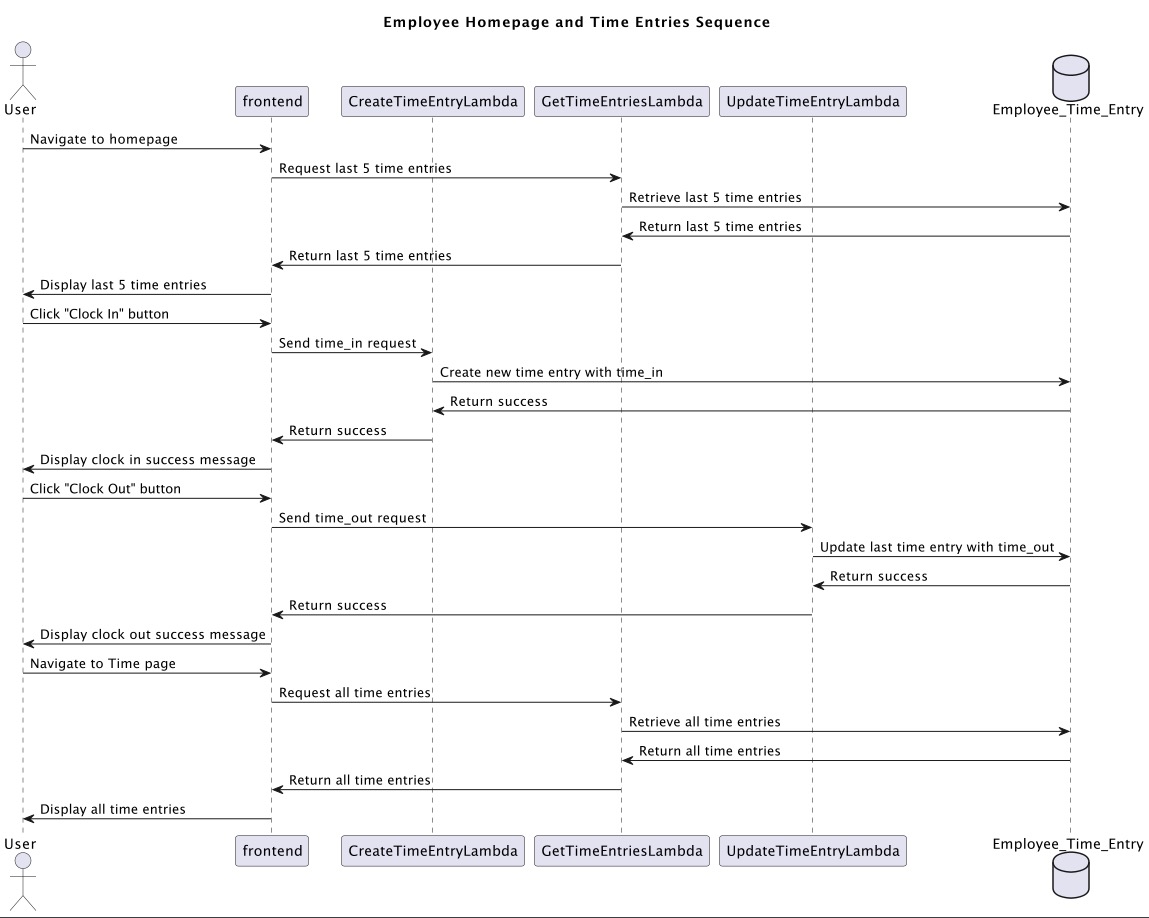 Employee Homepage and Time Entries Sequence
User
frontend
CreateTimeEntryLambda
GetTimeEntriesLambda
UpdateTimeEntryLambda
Employee_Time_Entry
Navigate to homepage
Request last 5 time entries
Retrieve last 5 time entries
Return last 5 time entries
Return last 5 time entries
Display last 5 time entries
Click "Clock In" button
Send time_in request
Create new time entry with time_in
Return success
Return success
Display clock in success message
Click "Clock Out" button
Send time_out request
Update last time entry with time_out
Return success
Return success
Display clock out success message
Navigate to Time page
Request all time entries
Retrieve all time entries
Return all time entries
Return all time entries
Display all time entries
User
frontend
CreateTimeEntryLambda
GetTimeEntriesLambda
UpdateTimeEntryLambda
Employee_Time_Entry